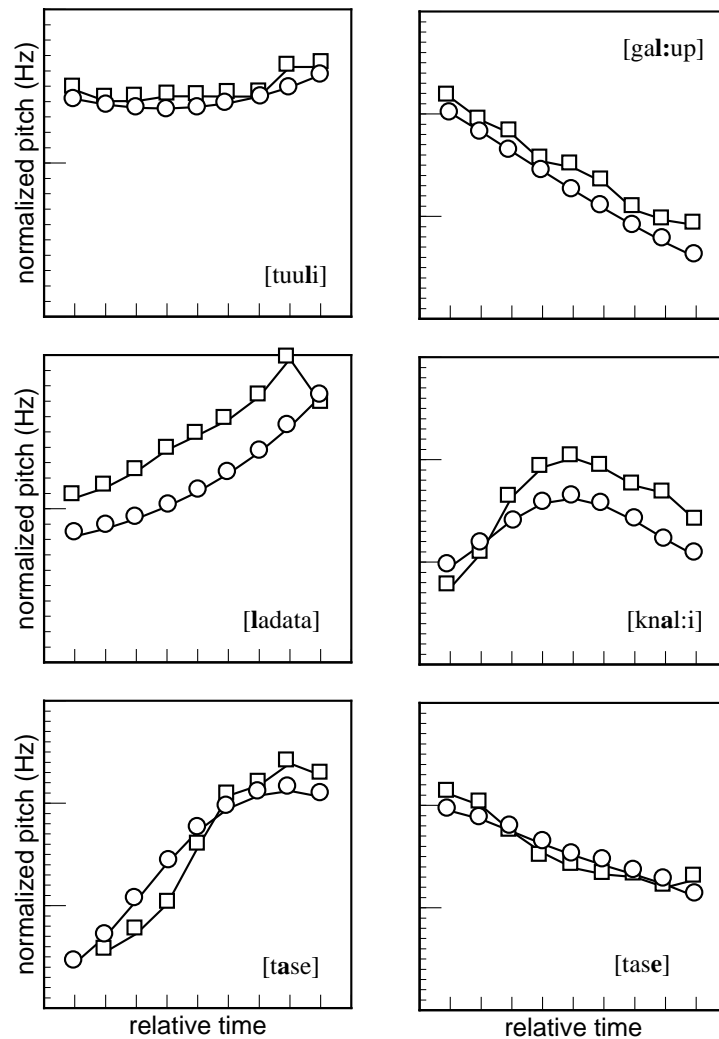 normalized pitch (Hz)
[tuuli]
[gal:up]
normalized pitch (Hz)
[ladata]
[knal:i]
normalized pitch (Hz)
[tase]
[tase]
relative time
relative time